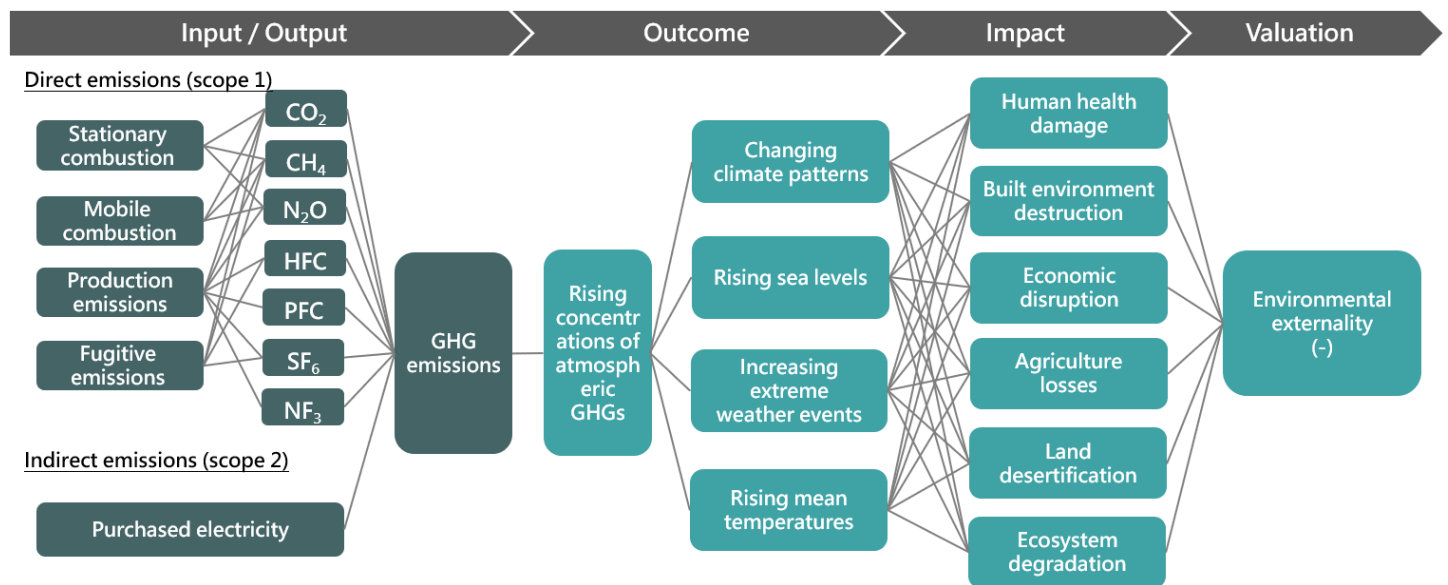 Input / Output
Outcome
Impact
Valuation
Direct emissions (scope 1)
Stationary
combustion
Mobile
combustion
Production
emissions
Fugitive
emissions
CO₂
CH₄
N₂O
HFC
PFC
SF₆
NF₃
Indirect emissions (scope 2)
Purchased electricity
GHG
emissions
Rising
concentr
ations of
atmosph
eric
GHGs
Changing
climate patterns
Rising sea levels
Increasing
extreme
weather events
Rising mean
temperatures
Human health
damage
Built environment
destruction
Economic
disruption
Agriculture
losses
Land
desertification
Ecosystem
degradation
Environmental
externality
(-)